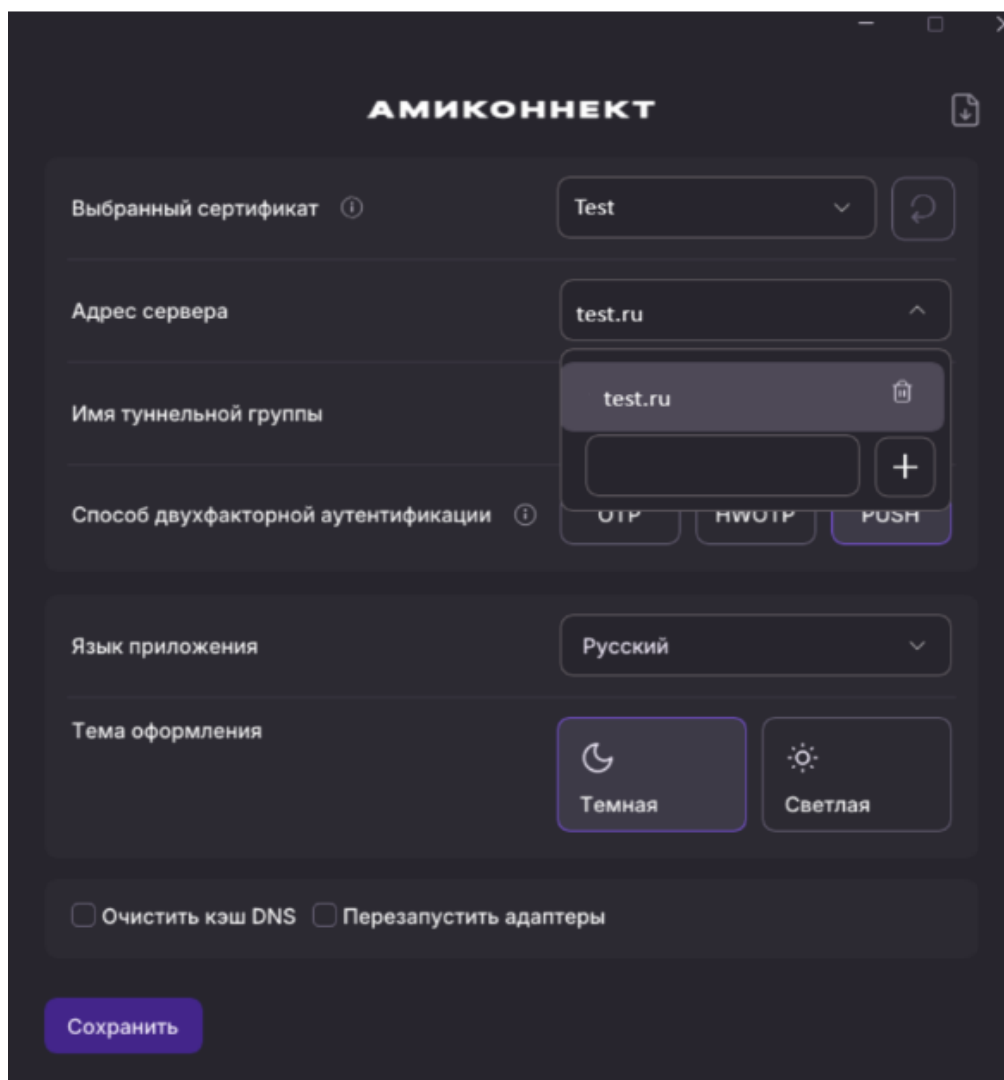 АМИКОННЕКТ
Выбранный сертификат
Test
Адрес сервера
test.ru
test.ru
Имя туннельной группы
Способ двухфакторной аутентификации
OTP HWOTP PUSH
Язык приложения
Русский
Тема оформления
Темная
Светлая
Очистить кэш DNS
Перезапустить адаптеры
Сохранить